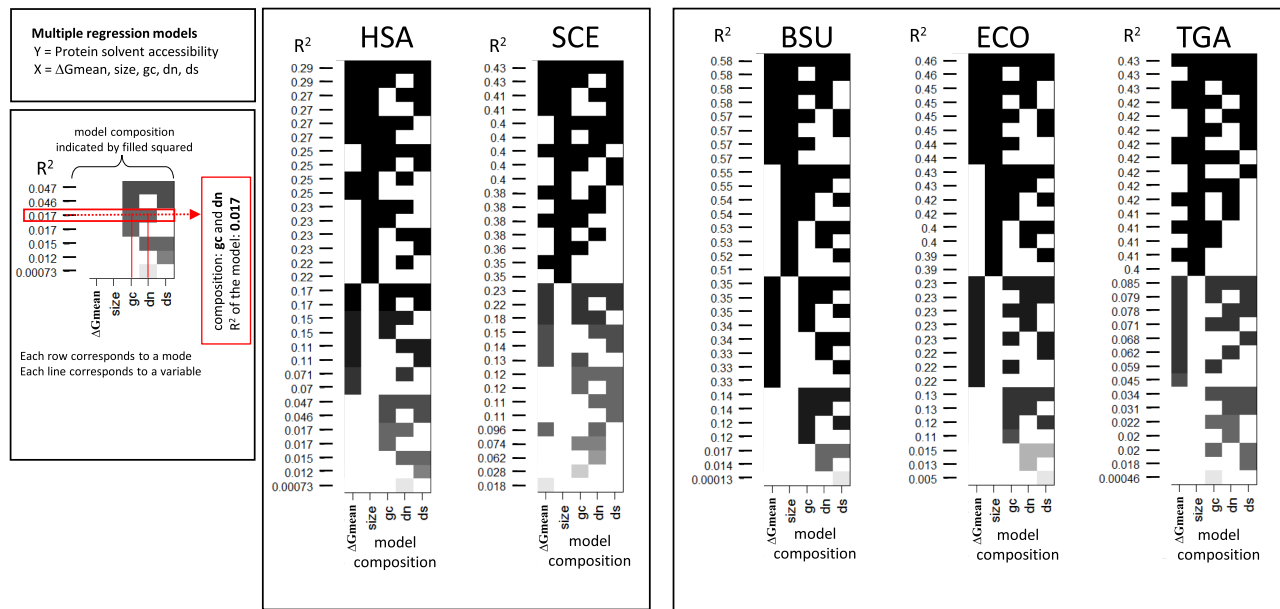 Multiple regression models
Y = Protein solvent accessibility
X = ΔGmean, size, gc, dn, ds
model composition
indicated by filled squared
R²
0.047
0.046
0.017
0.017
0.015
0.012
0.00073
ΔGmean
size
gc
dn
ds
composition: gc and dn
R² of the model: 0.017
Each row corresponds to a mode
Each line corresponds to a variable
R²
HSA
0.29
0.29
0.27
0.27
0.27
0.27
0.25
0.25
0.25
0.25
0.23
0.23
0.23
0.23
0.22
0.22
0.17
0.17
0.15
0.15
0.11
0.11
0.071
0.07
0.047
0.046
0.017
0.017
0.015
0.012
0.00073
ΔGmean
size
gc
dn
ds
model
composition
R²
SCE
0.43
0.43
0.41
0.41
0.4
0.4
0.4
0.4
0.4
0.38
0.38
0.38
0.38
0.36
0.35
0.35
0.23
0.22
0.18
0.15
0.14
0.13
0.12
0.12
0.11
0.11
0.096
0.074
0.062
0.028
0.018
ΔGmean
size
gc
dn
ds
model
composition
R²
BSU
0.58
0.58
0.58
0.58
0.57
0.57
0.57
0.57
0.55
0.55
0.54
0.54
0.53
0.53
0.52
0.51
0.35
0.35
0.35
0.34
0.34
0.33
0.33
0.33
0.14
0.14
0.12
0.12
0.017
0.014
0.00013
ΔGmean
size
gc
dn
ds
model
composition
R²
ECO
0.46
0.46
0.45
0.45
0.45
0.45
0.44
0.44
0.43
0.43
0.42
0.42
0.4
0.4
0.39
0.39
0.23
0.23
0.23
0.23
0.23
0.22
0.22
0.22
0.13
0.13
0.12
0.11
0.015
0.013
0.005
ΔGmean
size
gc
dn
ds
model
composition
R²
TGA
0.43
0.43
0.43
0.42
0.42
0.42
0.42
0.42
0.42
0.42
0.42
0.41
0.41
0.41
0.41
0.4
0.085
0.079
0.078
0.071
0.068
0.062
0.059
0.045
0.034
0.031
0.022
0.02
0.02
0.018
0.00046
ΔGmean
size
gc
dn
ds
model
composition